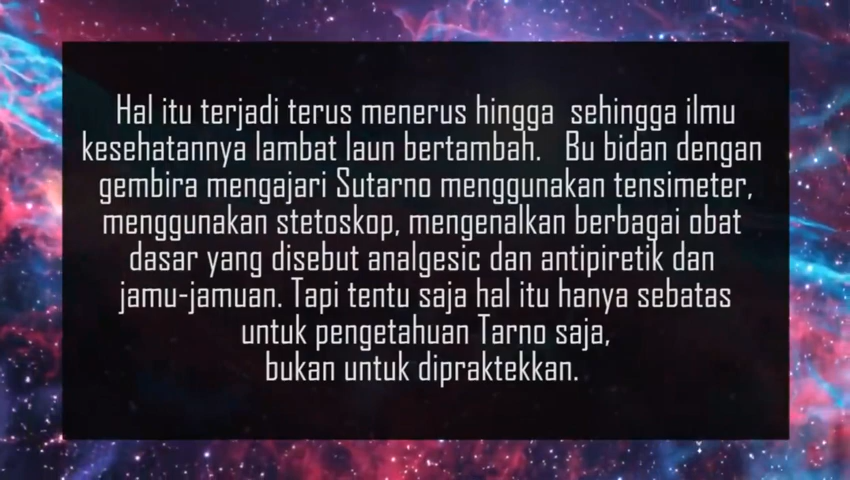 Hal itu terjadi terus menerus hingga  sehingga ilmu
kesehatannya lambat laun bertambah.   Bu bidan dengan
gembira mengajari Sutarno menggunakan tensimeter,
menggunakan stetoskop, mengenalkan berbagai obat
dasar yang disebut analgesic dan antipiretik dan
jamu-jamuan. Tapi tentu saja hal itu hanya sebatas
untuk pengetahuan Tarno saja,
bukan untuk dipraktekkan.